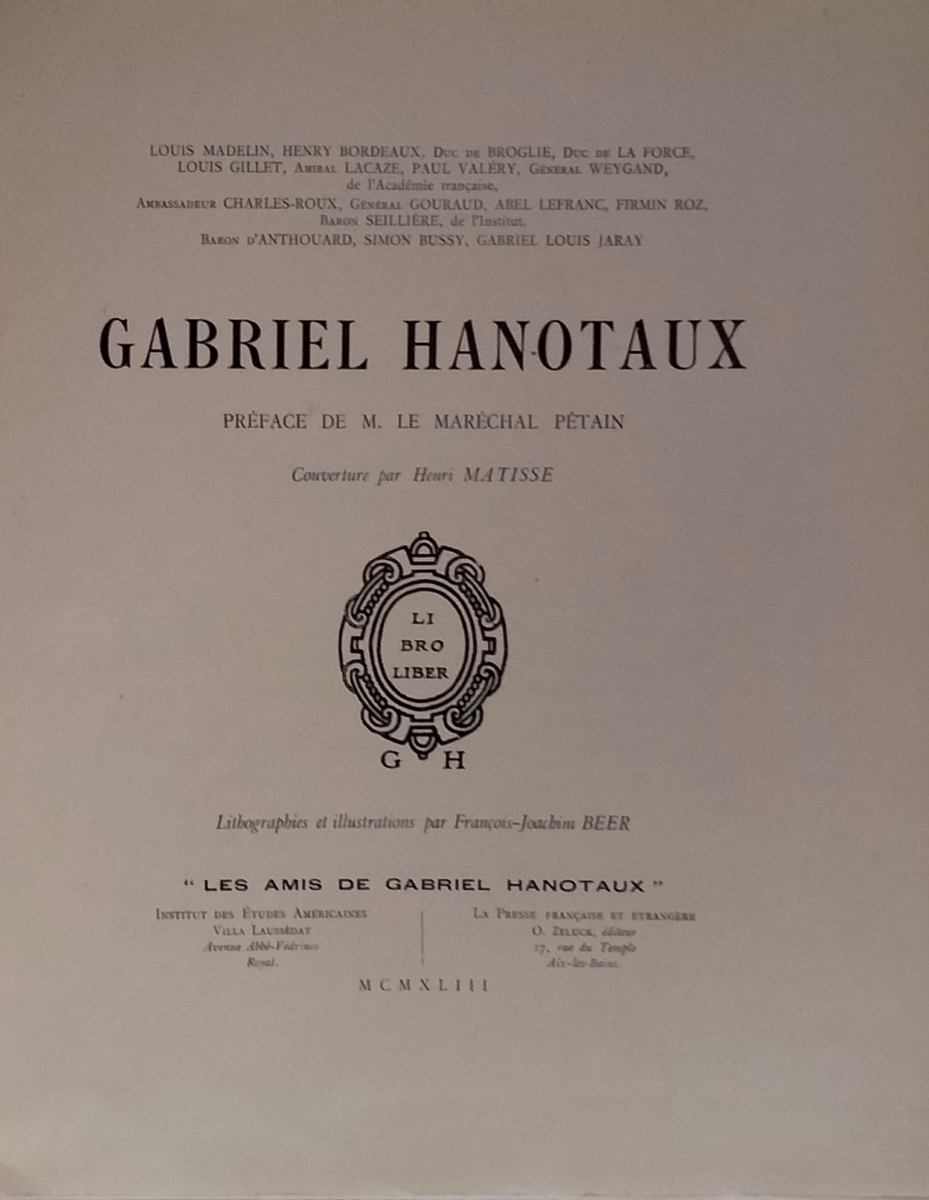 LOUIS MADELIN, HENRY BORDEAUX, DUC DE BROGLIE, DUC DE LA FORCE,
LOUIS GILLET, AMIRAL LACAZE, PAUL VALÉRY, GÉNÉRAL WEYGAND,
de l'Académie française,
AMBASSADEUR CHARLES-ROUX, GÉNÉRAL GOURAUD, ABEL LEFRANC, FIRMIN ROZ,
BARON SEILLIÈRE, de l'Institut.
BARON D'ANTHOUARD, SIMON BUSSY, GABRIEL LOUIS JARAY
GABRIEL HANOTAUX
PRÉFACE DE M. LE MARÉCHAL PÉTAIN
Couverture par Henri MATISSE
LI
BRO
LIBER
G H
Lithographies et illustrations par François-Joachim BEER
“ LES AMIS DE GABRIEL HANOTAUX ”
INSTITUT DES ÉTUDES AMÉRICAINES
VILLA LAUSSÉDAT
Avenue Abbé-Védrines
Royat.
LA PRESSE FRANÇAISE ET ÉTRANGÈRE
O. ZELUCK, éditeur
17, rue du Temple
Aix-les-Bains.
MCMXLIII